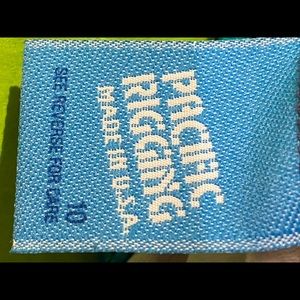 PACIFIC
RIGGING
MADE IN U.S.A.
10
SEE REVERSE FOR CARE